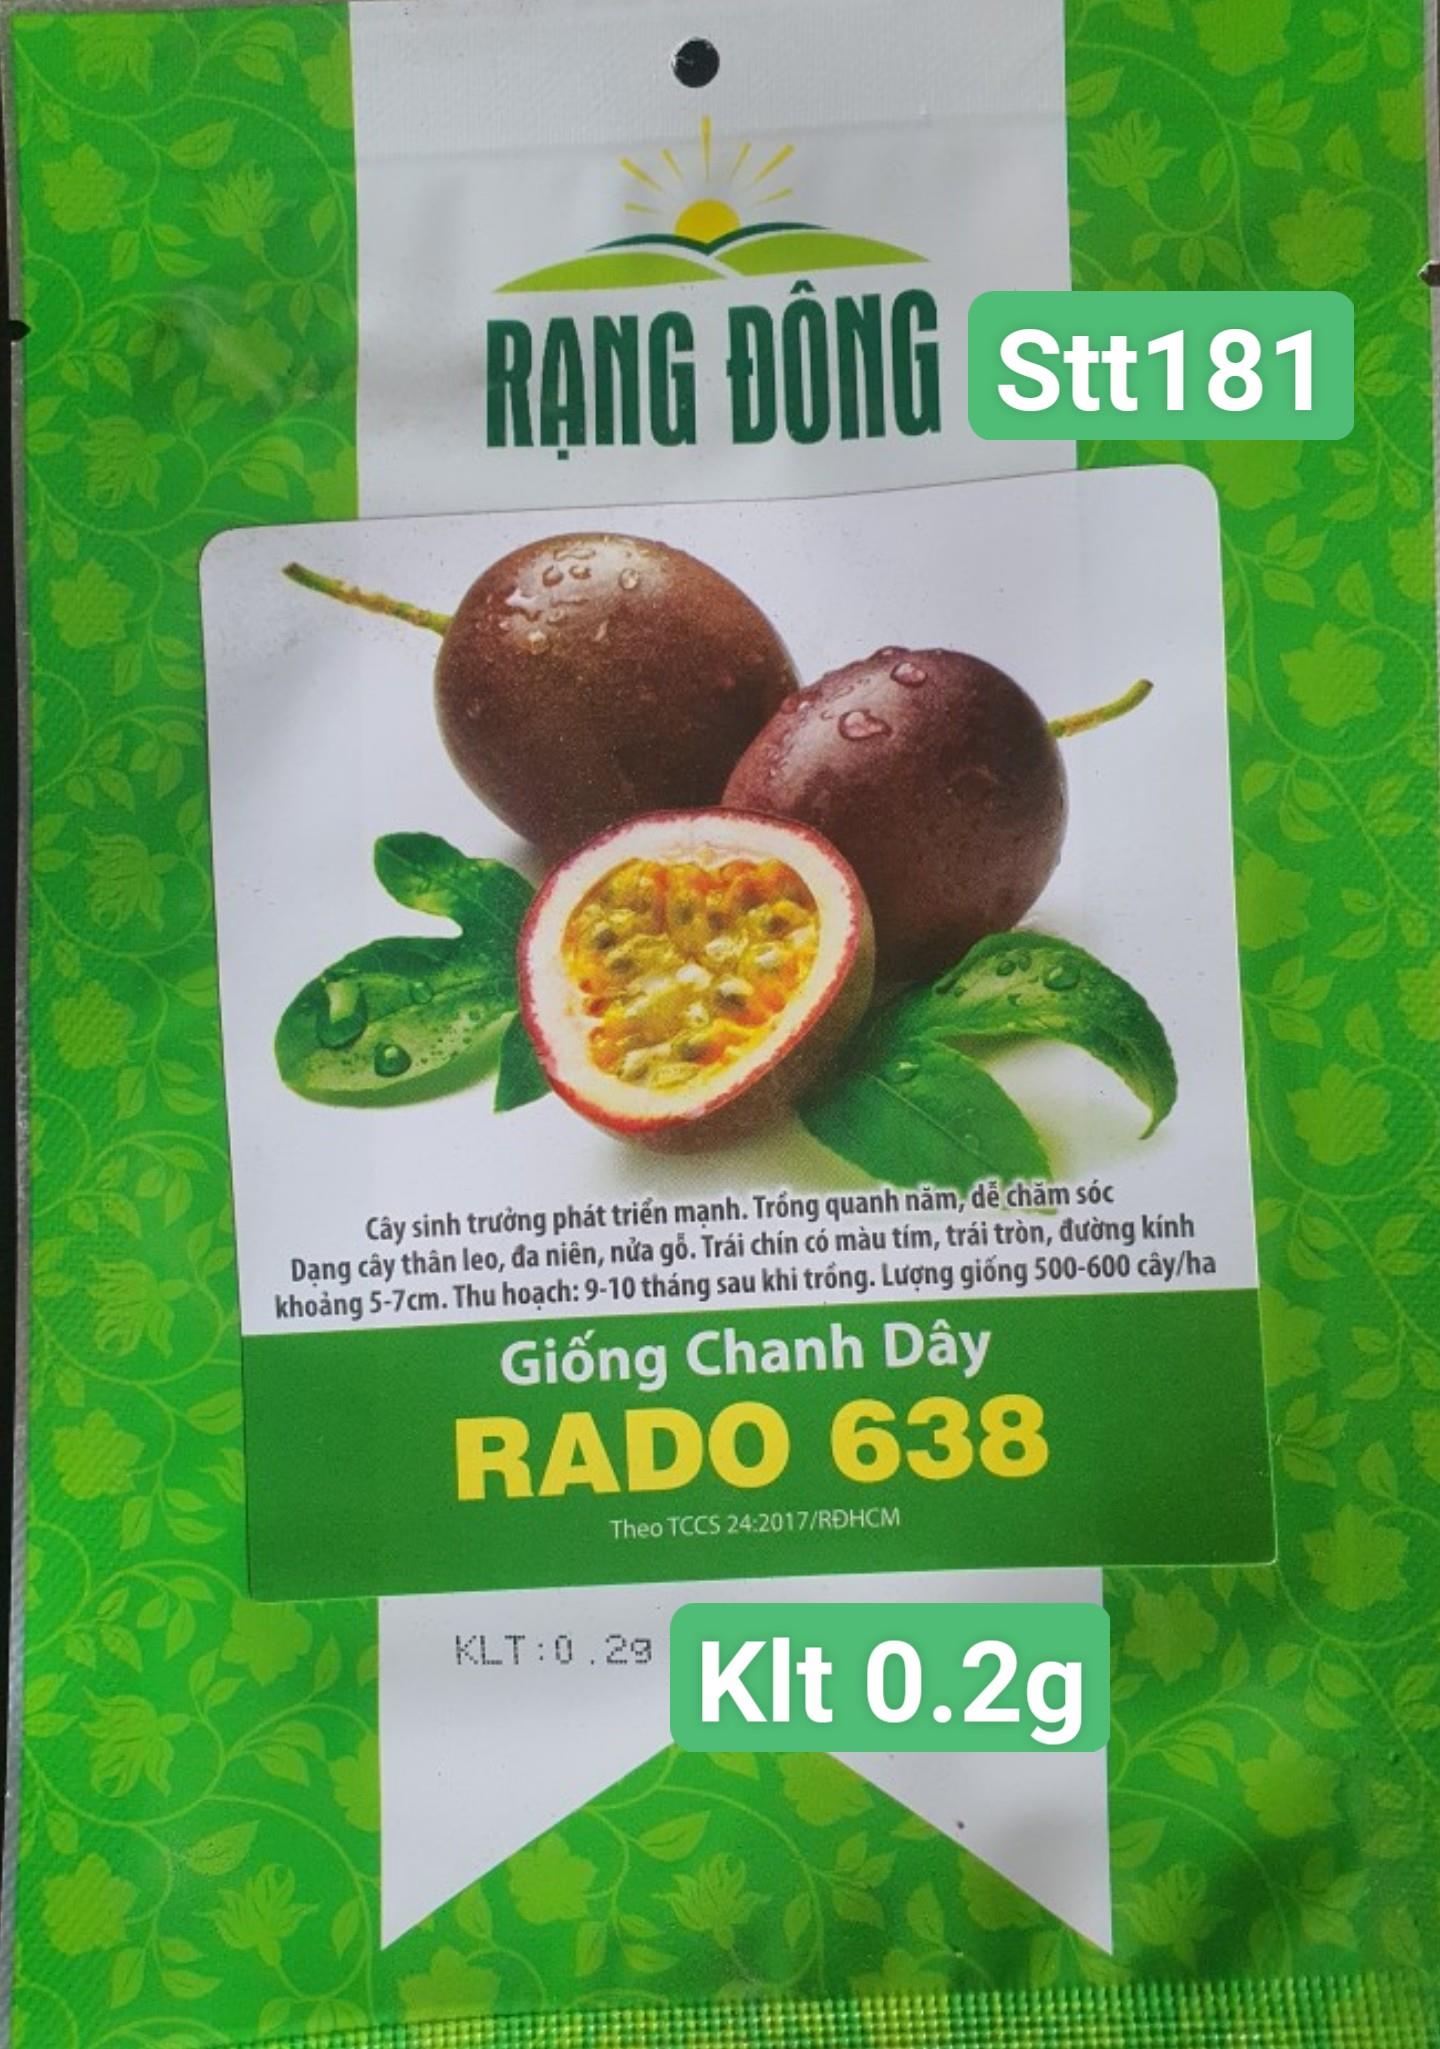 RẠNG ĐÔNG
Stt181
Cây sinh trưởng phát triển mạnh. Trồng quanh năm, dễ chăm sóc
Dạng cây thân leo, đa niên, nửa gỗ. Trái chín có màu tím, trái tròn, đường kính
khoảng 5-7cm. Thu hoạch: 9-10 tháng sau khi trồng. Lượng giống 500-600 cây/ha
Giống Chanh Dây
RADO 638
Theo TCCS 24:2017/RĐHCM
KLT:0.2g
Klt 0.2g